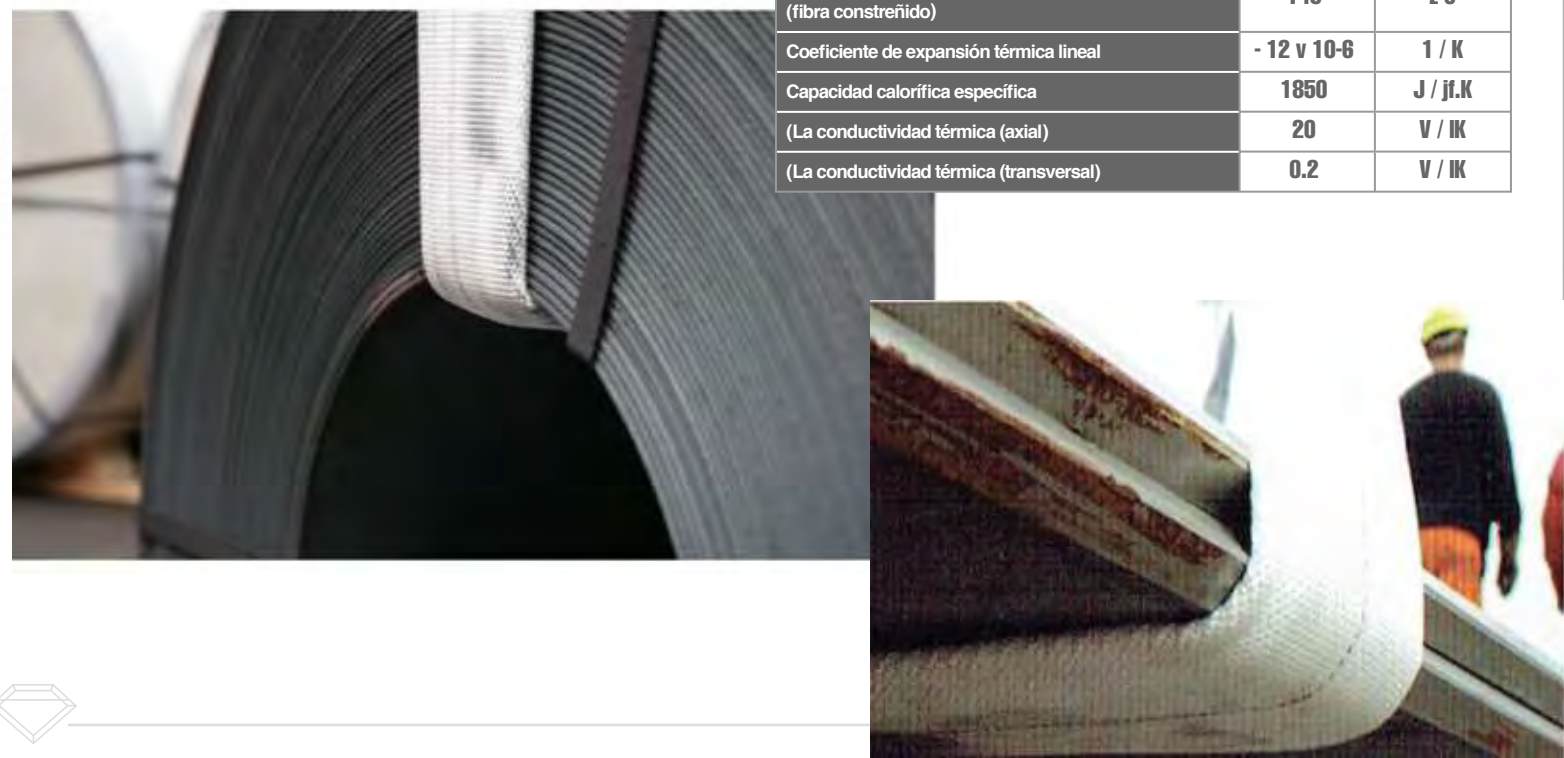 (fibra constreñido)
Coeficiente de expansión térmica lineal - 12 v 10-6 1 / K
Capacidad calorífica específica 1850 J / jf.K
(La conductividad térmica (axial) 20 V / IK
(La conductividad térmica (transversal) 0.2 V / IK